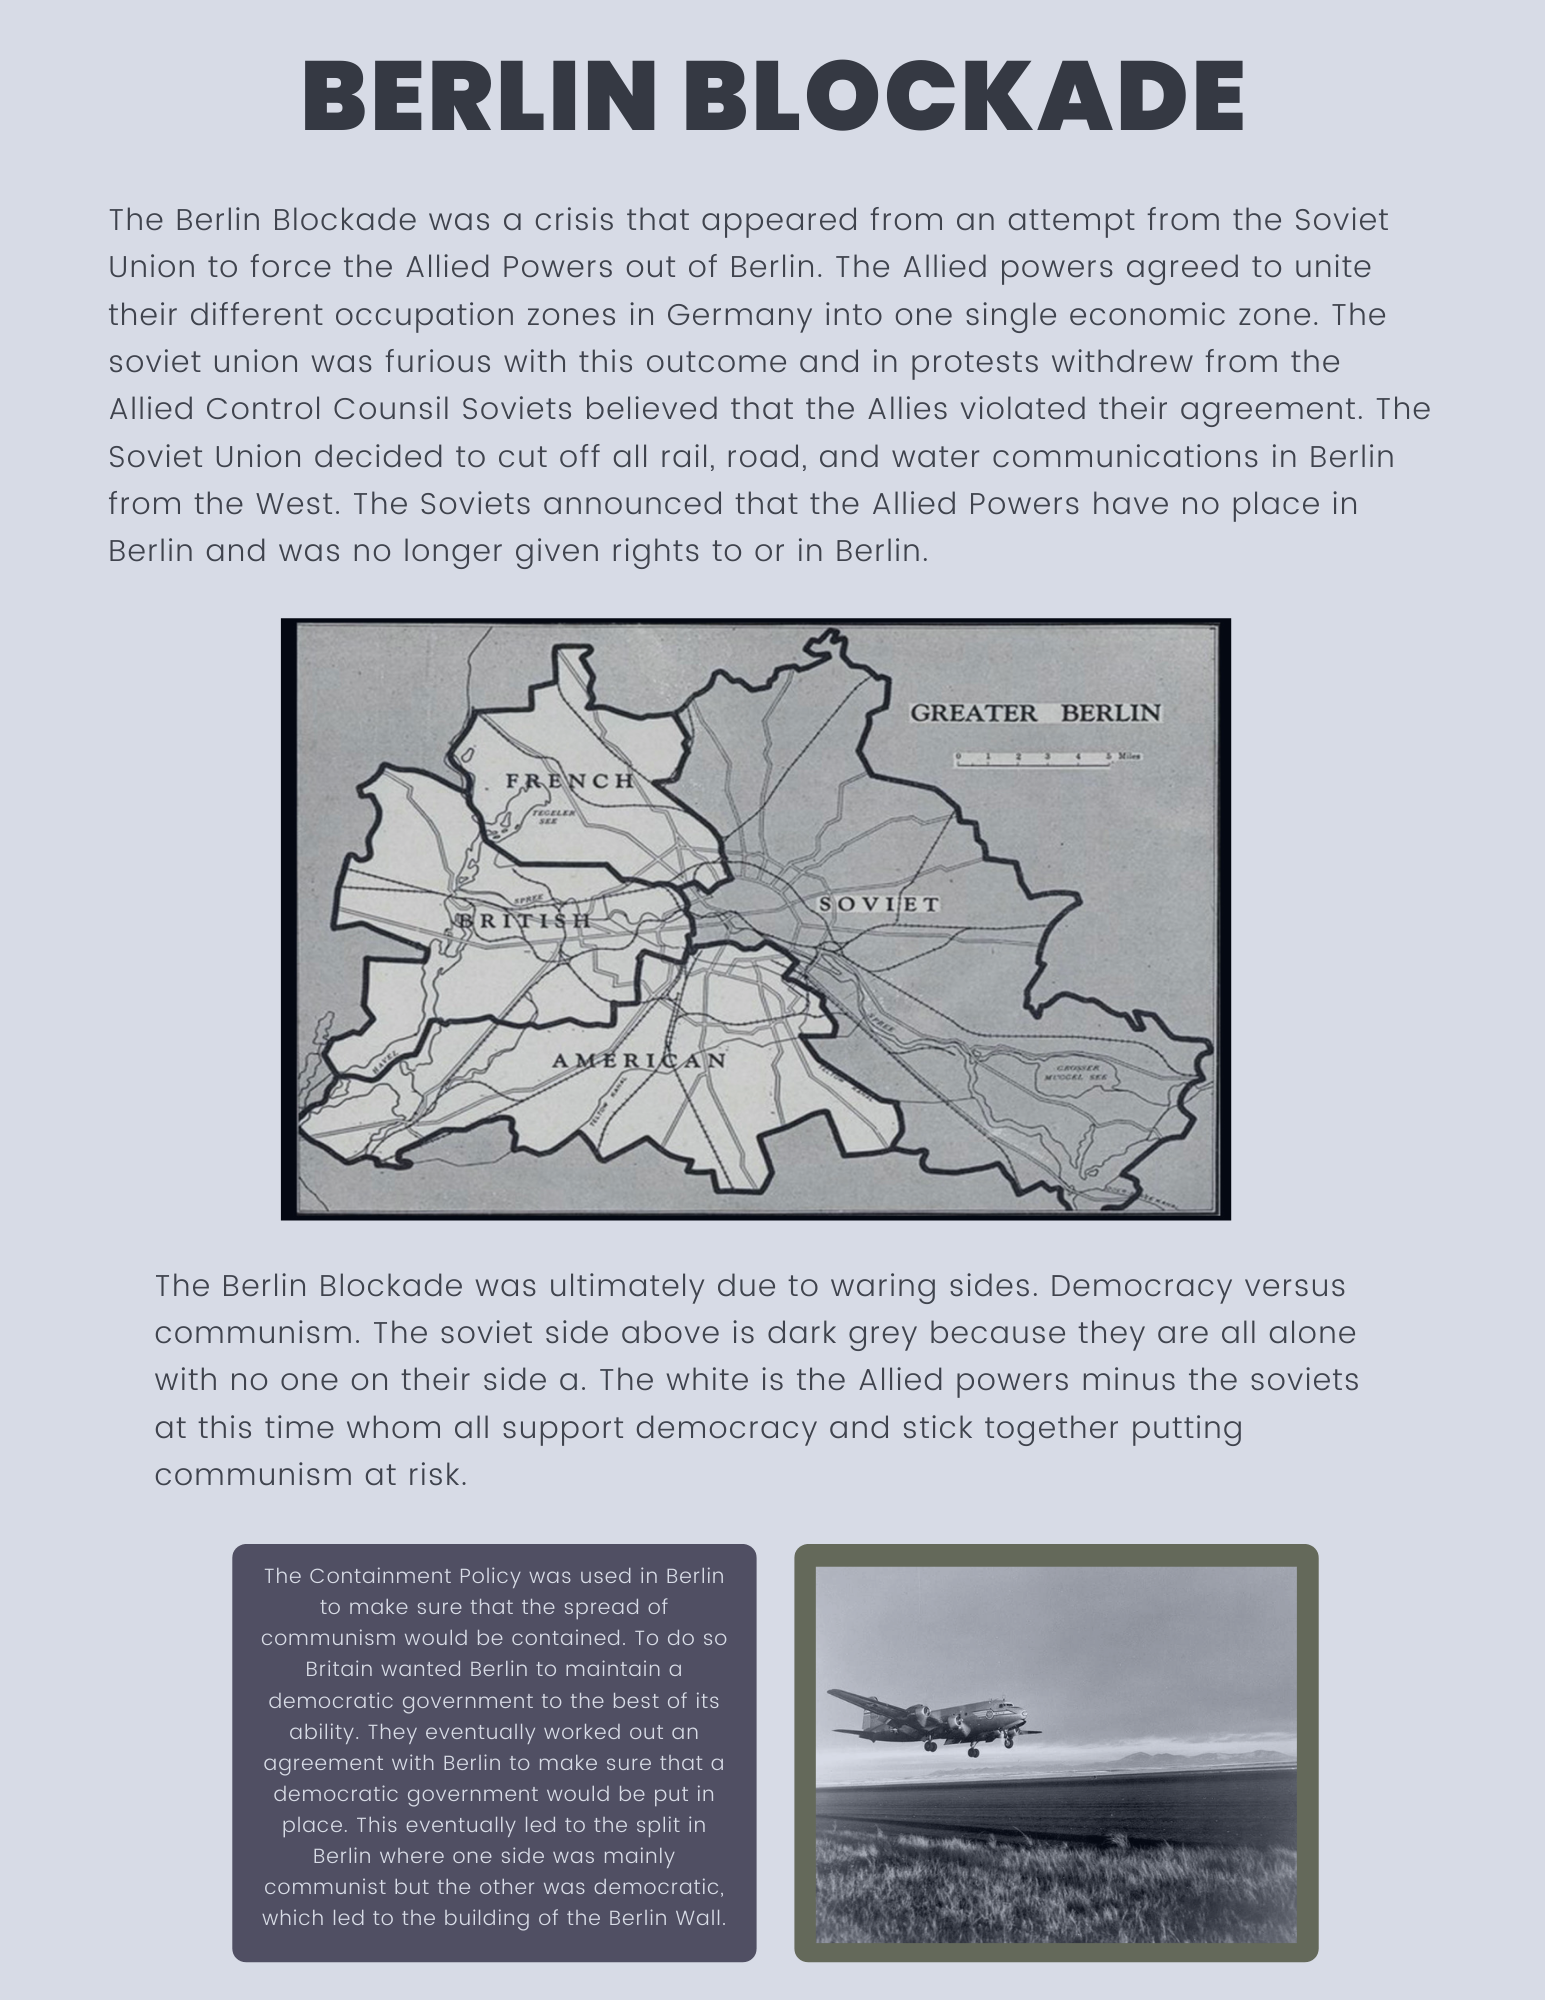 BERLIN BLOCKADE
The Berlin Blockade was a crisis that appeared from an attempt from the Soviet
Union to force the Allied Powers out of Berlin. The Allied powers agreed to unite
their different occupation zones in Germany into one single economic zone. The
soviet union was furious with this outcome and in protests withdrew from the
Allied Control Counsil Soviets believed that the Allies violated their agreement. The
Soviet Union decided to cut off all rail, road, and water communications in Berlin
from the West. The Soviets announced that the Allied Powers have no place in
Berlin and was no longer given rights to or in Berlin.
GREATER BERLIN
0 1 2 3 4 5 Miles
FRENCH
TEGELER
SEE
SPREE
BRITISH
SOVIET
SPREE
HAVEL
AMERICAN
GROSSER
MÜGGEL SEE
TELTOW KANAL
TELTOW
The Berlin Blockade was ultimately due to waring sides. Democracy versus
communism. The soviet side above is dark grey because they are all alone
with no one on their side a. The white is the Allied powers minus the soviets
at this time whom all support democracy and stick together putting
communism at risk.
The Containment Policy was used in Berlin
to make sure that the spread of
communism would be contained. To do so
Britain wanted Berlin to maintain a
democratic government to the best of its
ability. They eventually worked out an
agreement with Berlin to make sure that a
democratic government would be put in
place. This eventually led to the split in
Berlin where one side was mainly
communist but the other was democratic,
which led to the building of the Berlin Wall.